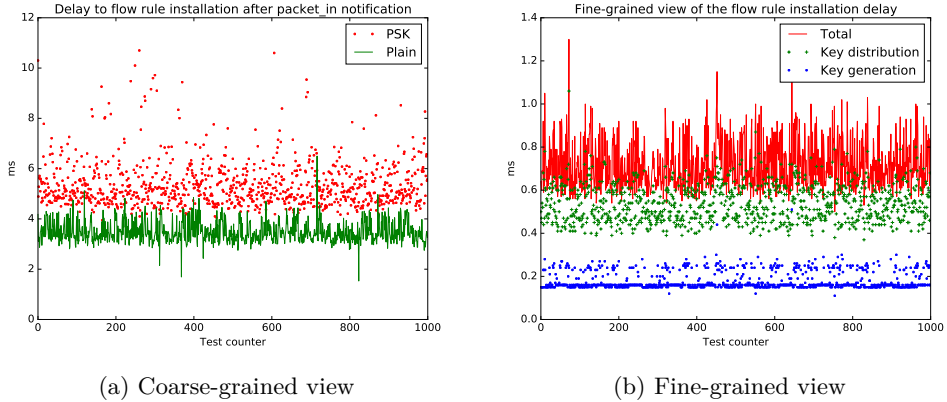 Delay to flow rule installation after packet_in notification
12
10
8
6
4
2
0
ms
PSK
Plain
0 200 400 600 800 1000
Test counter
(a) Coarse-grained view
Fine-grained view of the flow rule installation delay
1.4
1.2
1.0
0.8
0.6
0.4
0.2
0.0
ms
Total
Key distribution
Key generation
0 200 400 600 800 1000
Test counter
(b) Fine-grained view